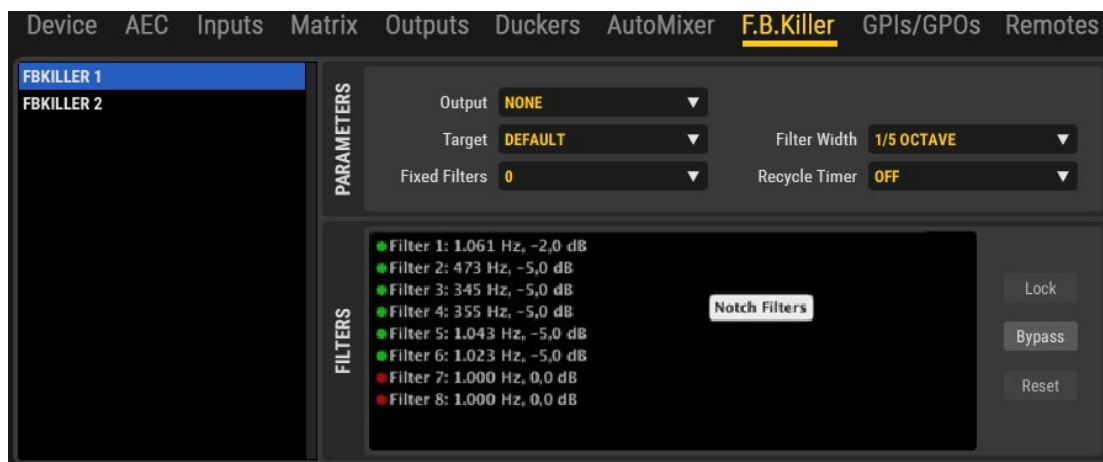 Device AEC Inputs Matrix Outputs Duckers AutoMixer F.B.Killer GPIs/GPOs Remotes
FBKILLER 1
FBKILLER 2
PARAMETERS
Output NONE
Target DEFAULT Filter Width 1/5 OCTAVE
Fixed Filters 0 Recycle Timer OFF
FILTERS
Filter 1: 1.061 Hz, -2,0 dB
Filter 2: 473 Hz, -5,0 dB
Filter 3: 345 Hz, -5,0 dB
Filter 4: 355 Hz, -5,0 dB
Filter 5: 1.043 Hz, -5,0 dB
Filter 6: 1.023 Hz, -5,0 dB
Filter 7: 1.000 Hz, 0,0 dB
Filter 8: 1.000 Hz, 0,0 dB
Notch Filters
Lock
Bypass
Reset